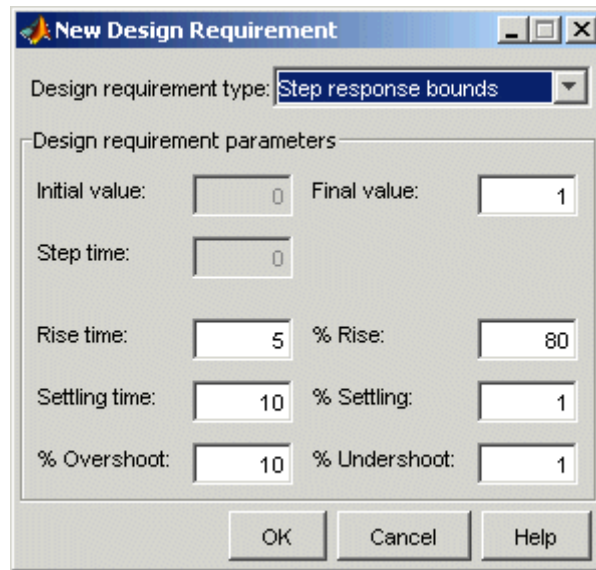 New Design Requirement
Design requirement type: Step response bounds
Design requirement parameters
Initial value: 0 Final value: 1
Step time: 0
Rise time: 5 % Rise: 80
Settling time: 10 % Settling: 1
% Overshoot: 10 % Undershoot: 1
OK Cancel Help